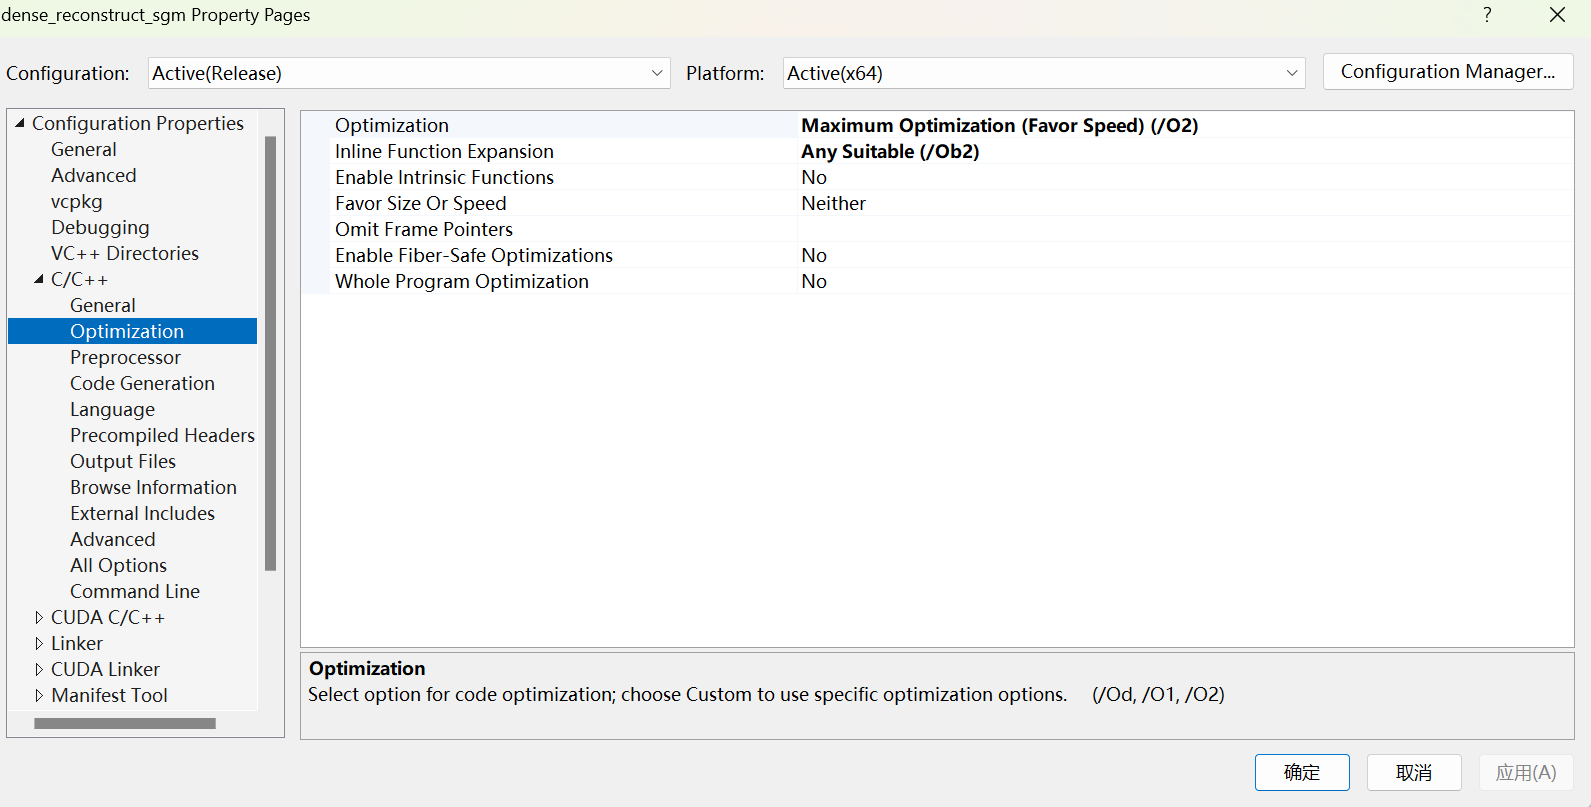 dense_reconstruct_sgm Property Pages
?
Configuration: Active(Release) Platform: Active(x64) Configuration Manager...
Configuration Properties
General
Advanced
vcpkg
Debugging
VC++ Directories
C/C++
General
Optimization
Preprocessor
Code Generation
Language
Precompiled Headers
Output Files
Browse Information
External Includes
Advanced
All Options
Command Line
CUDA C/C++
Linker
CUDA Linker
Manifest Tool
Optimization Maximum Optimization (Favor Speed) (/O2)
Inline Function Expansion Any Suitable (/Ob2)
Enable Intrinsic Functions No
Favor Size Or Speed Neither
Omit Frame Pointers
Enable Fiber-Safe Optimizations No
Whole Program Optimization No
Optimization
Select option for code optimization; choose Custom to use specific optimization options. (/Od, /O1, /O2)
确定 取消 应用(A)